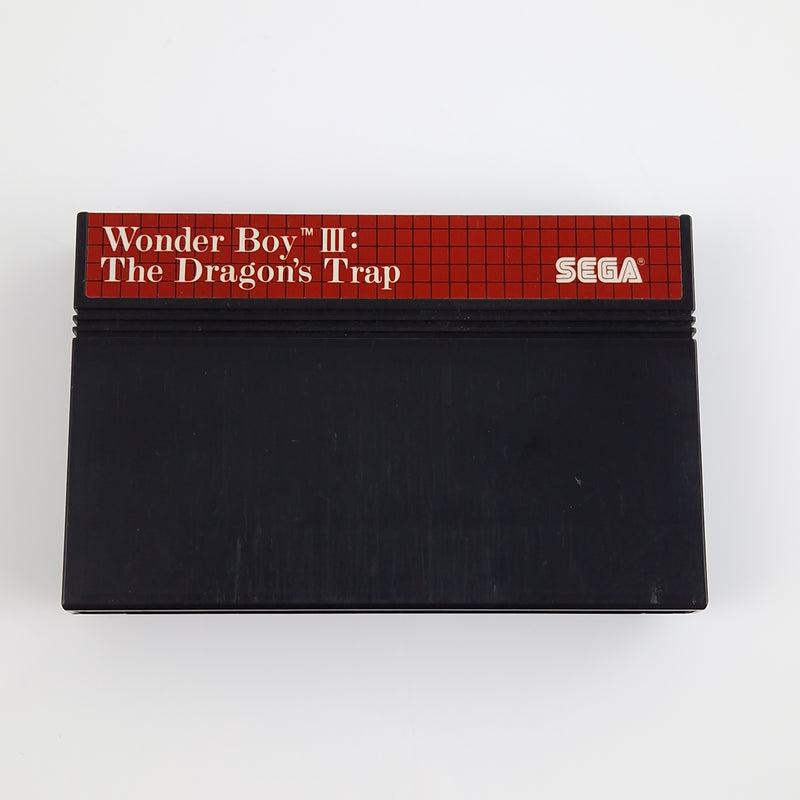 Wonder Boy™ III:
The Dragon's Trap
SEGA®